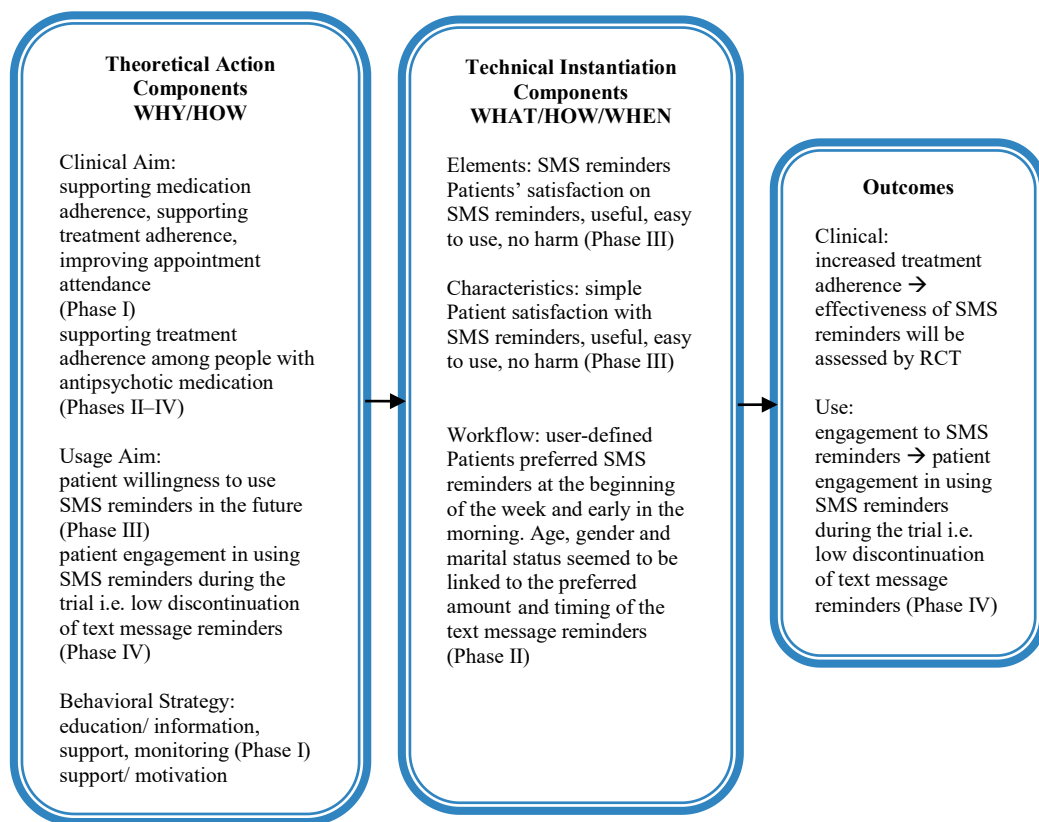 Theoretical Action
Components
WHY/HOW
Clinical Aim:
supporting medication
adherence, supporting
treatment adherence,
improving appointment
attendance
(Phase I)
supporting treatment
adherence among people with
antipsychotic medication
(Phases II–IV)
Usage Aim:
patient willingness to use
SMS reminders in the future
(Phase III)
patient engagement in using
SMS reminders during the
trial i.e. low discontinuation
of text message reminders
(Phase IV)
Behavioral Strategy:
education/ information,
support, monitoring (Phase I)
support/ motivation
Technical Instantiation
Components
WHAT/HOW/WHEN
Elements: SMS reminders
Patients’ satisfaction on
SMS reminders, useful, easy
to use, no harm (Phase III)
Characteristics: simple
Patient satisfaction with
SMS reminders, useful, easy
to use, no harm (Phase III)
Workflow: user-defined
Patients preferred SMS
reminders at the beginning
of the week and early in the
morning. Age, gender and
marital status seemed to be
linked to the preferred
amount and timing of the
text message reminders
(Phase II)
Outcomes
Clinical:
increased treatment
adherence →
effectiveness of SMS
reminders will be
assessed by RCT
Use:
engagement to SMS
reminders → patient
engagement in using
SMS reminders
during the trial i.e.
low discontinuation
of text message
reminders (Phase IV)